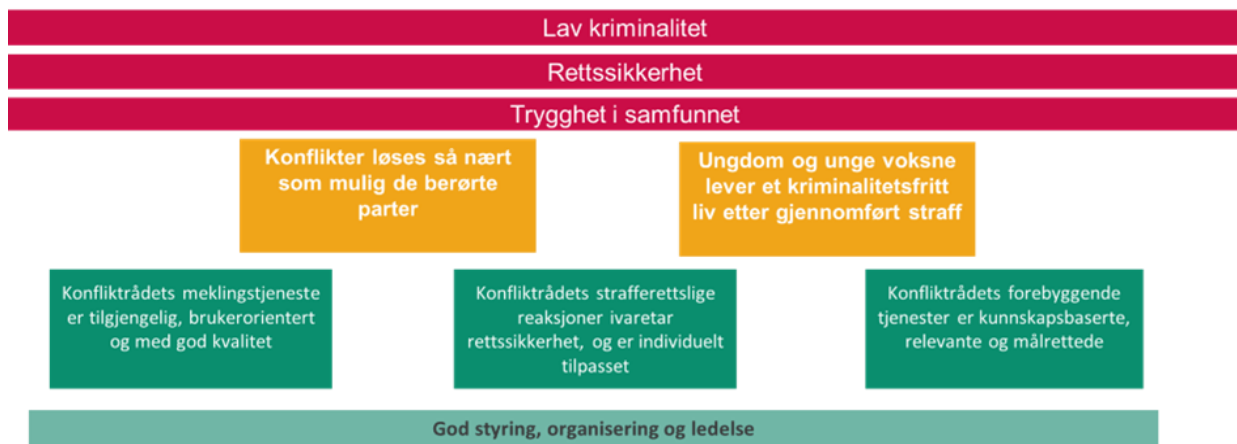 Lav kriminalitet
Rettssikkerhet
Trygghet i samfunnet
Konflikter løses så nært
som mulig de berørte
parter
Ungdom og unge voksne
lever et kriminalitetsfritt
liv etter gjennomført straff
Konfliktrådets meklingstjeneste
er tilgjengelig, brukerorientert
og med god kvalitet
Konfliktrådets strafferettslige
reaksjoner ivaretar
rettssikkerhet, og er individuelt
tilpasset
Konfliktrådets forebyggende
tjenester er kunnskapsbaserte,
relevante og målrettede
God styring, organisering og ledelse